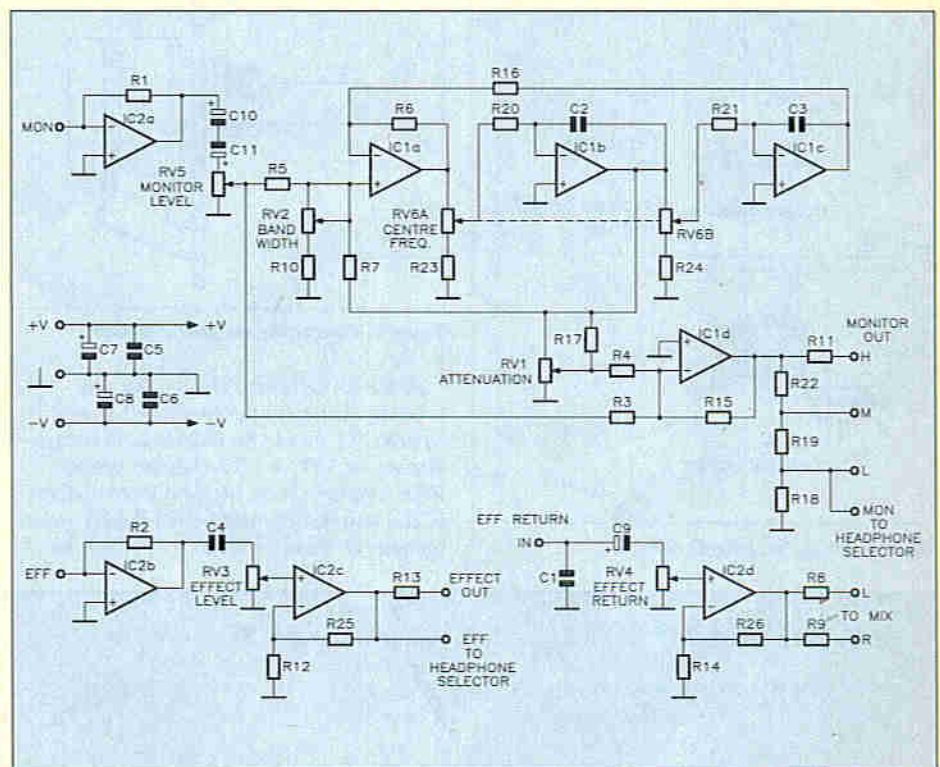 R1
R16
MON
IC2a
C10
R6
R20
C2
R21
C3
C11
R5
IC1a
IC1b
IC1c
RV5
MONITOR
LEVEL
RV2
BAND
WIDTH
RV6A
CENTRE
FREQ.
RV6B
R10
R7
R23
R24
+V
+V
C7
C5
R17
IC1d
MONITOR
OUT
R11
H
RV1
ATTENUATION
R4
R22
M
C8
C6
R3
R15
R19
-V
-V
L
R18
MON
TO
HEADPHONE
SELECTOR
R2
C4
EFF RETURN
IN
C9
EFF
IC2b
RV3
EFFECT
LEVEL
IC2c
R13
EFFECT
OUT
C1
RV4
EFFECT
RETURN
IC2d
R8
L
TO MIX
R25
EFF
TO
HEADPHONE
SELECTOR
R26
R9
R
R12
R14